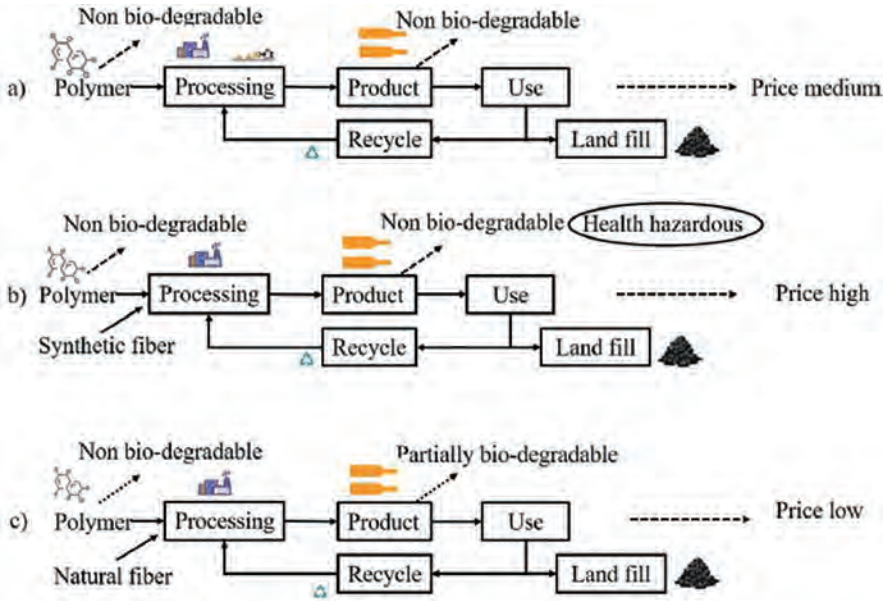 Non bio-degradable
Non bio-degradable
a)
Polymer
Processing
Product
Use
Price medium
Recycle
Land fill
Non bio-degradable
Non bio-degradable
Health hazardous
b)
Polymer
Processing
Product
Use
Price high
Synthetic fiber
Recycle
Land fill
Non bio-degradable
Partially bio-degradable
c)
Polymer
Processing
Product
Use
Price low
Natural fiber
Recycle
Land fill